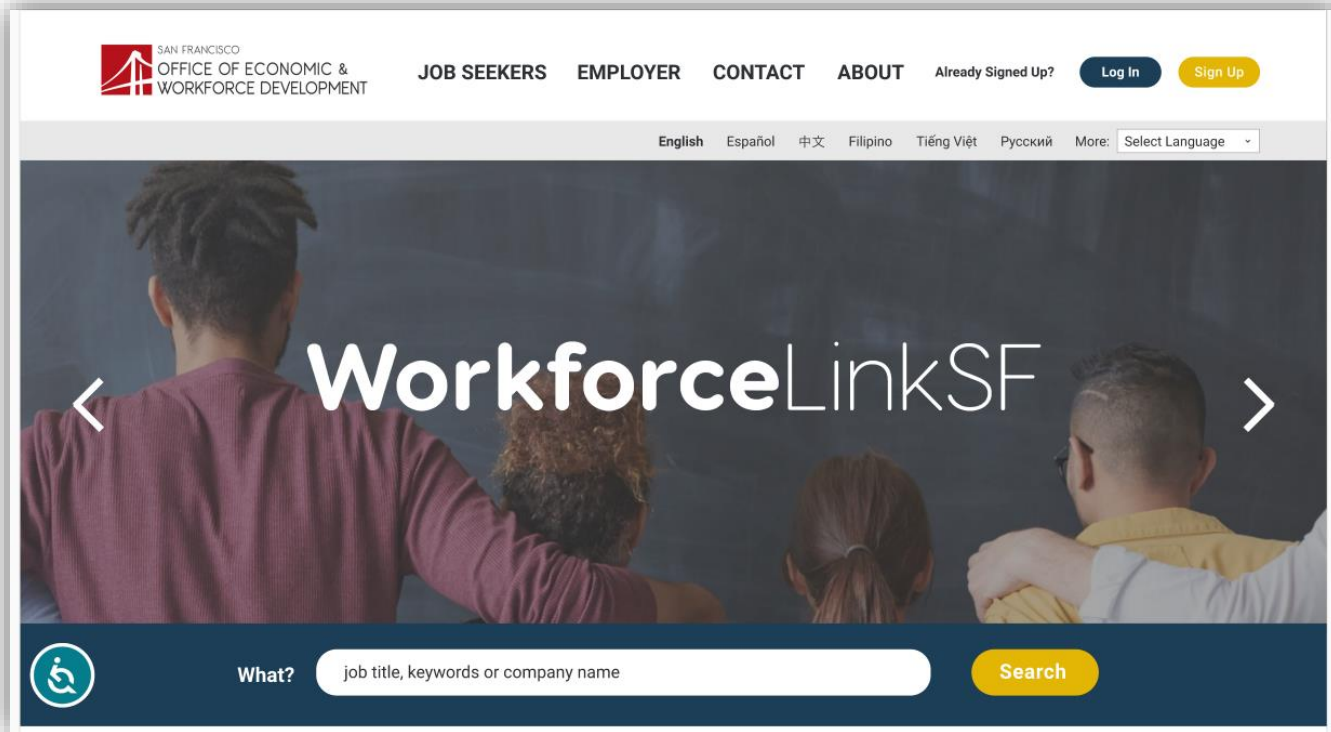 SAN FRANCISCO
OFFICE OF ECONOMIC &
WORKFORCE DEVELOPMENT
JOB SEEKERS EMPLOYER CONTACT ABOUT Already Signed Up? Log In Sign Up
English Español 中文 Filipino Tiếng Việt Русский More: Select Language
WorkforceLinkSF
What? job title, keywords or company name Search